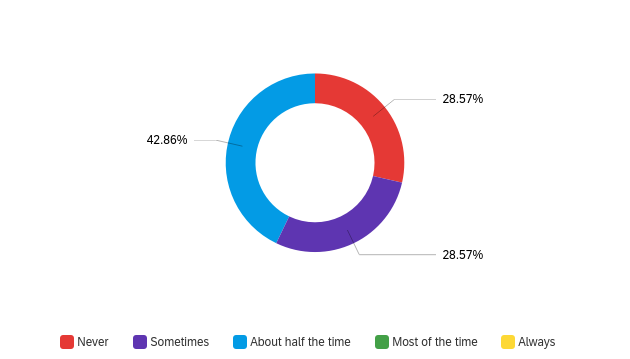 28.57%
42.86%
28.57%
Never Sometimes About half the time Most of the time Always